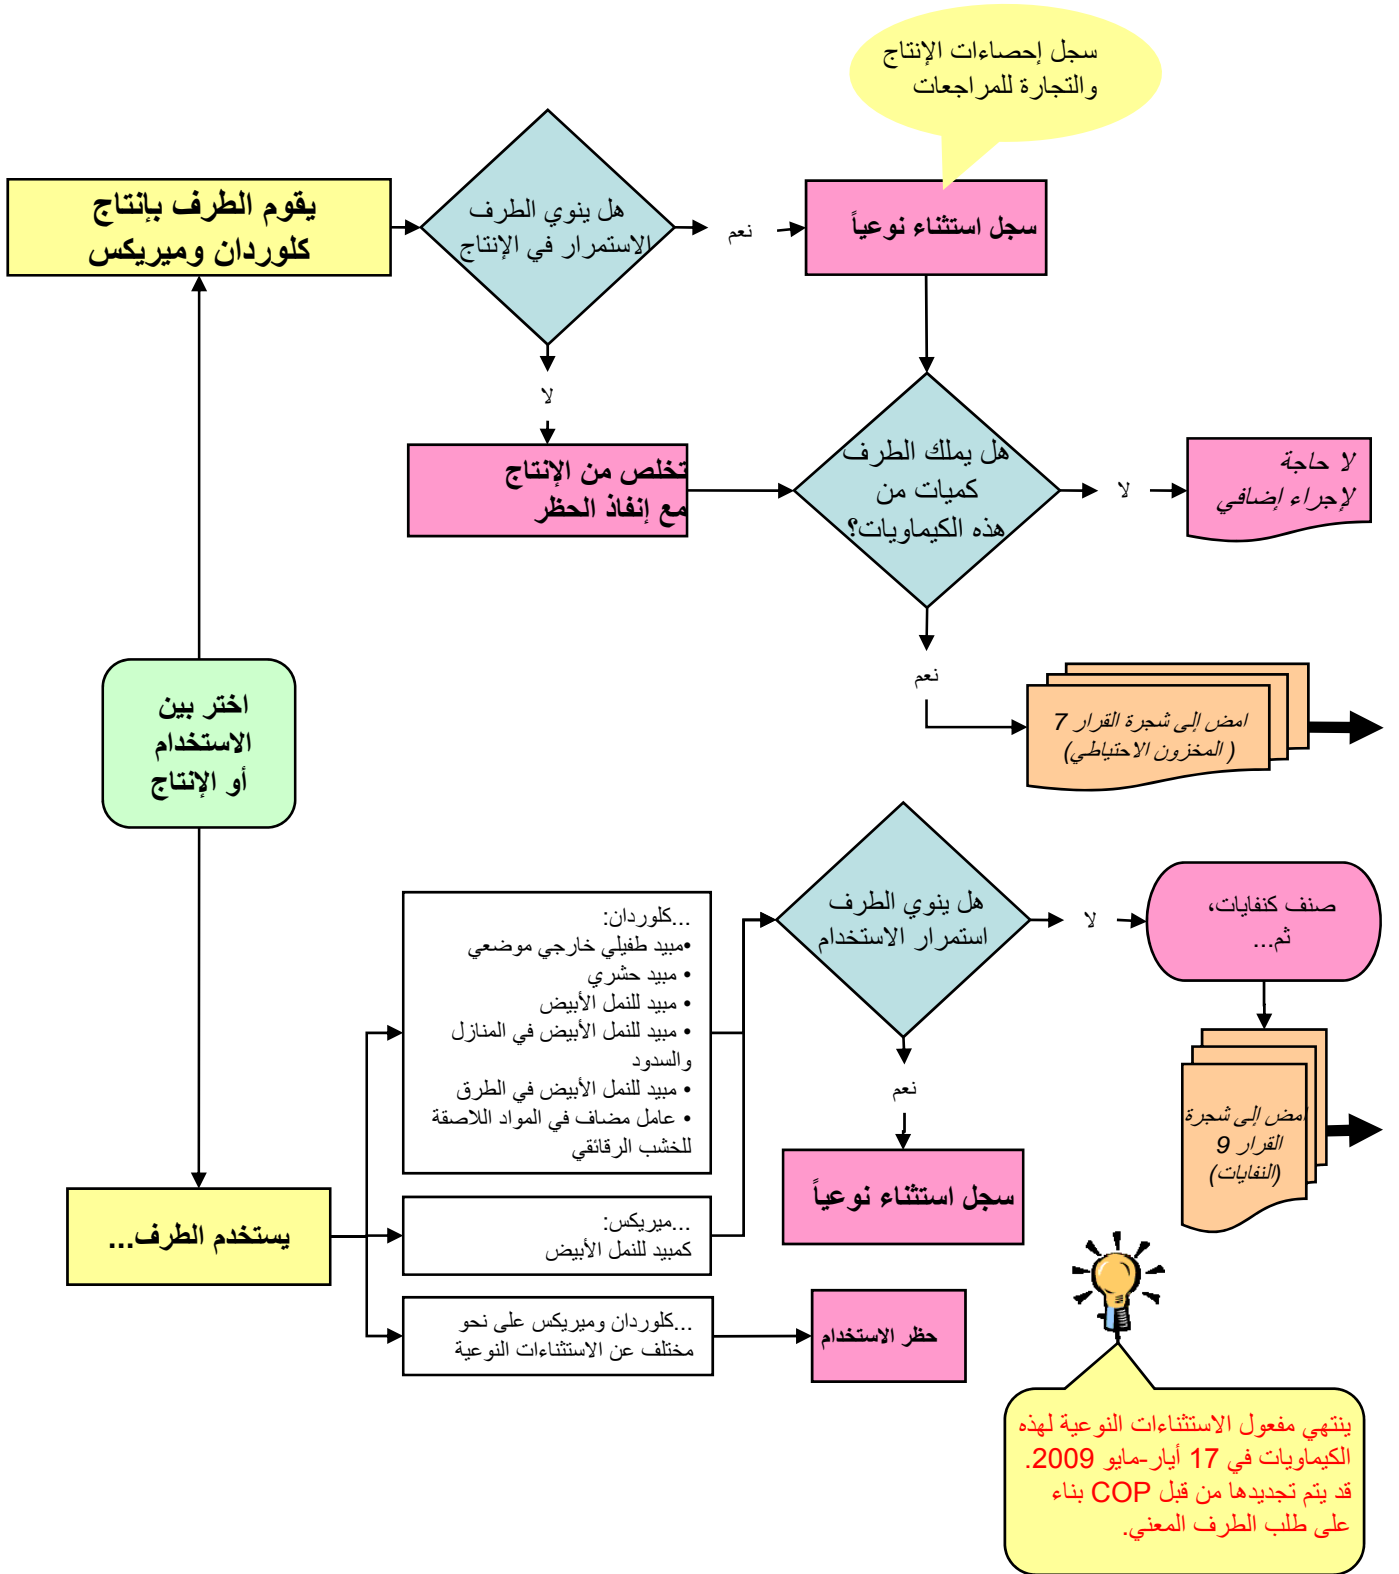 سجل إحصاءات الإنتاج
والتجارة للمراجعات
يقوم الطرف بإنتاج
كلوردان وميريكس
هل ينوي الطرف
الاستمرار في الإنتاج
نعم
سجل استثناء نوعياً
لا
تخلص من الإنتاج
مع إنفاذ الحظر
هل يملك الطرف
كميات من
هذه الكيماويات؟
لا
لا حاجة
لإجراء إضافي
نعم
امض إلى شجرة القرار 7
(المخزون الاحتياطي)
اختر بين
الاستخدام
أو الإنتاج
...كلوردان:
•مبيد طفيلي خارجي موضعي
• مبيد حشري
• مبيد للنمل الأبيض
• مبيد للنمل الأبيض في المنازل
والسدود
• مبيد للنمل الأبيض في الطرق
• عامل مضاف في المواد اللاصقة
للخشب الرقائقي
هل ينوي الطرف
استمرار الاستخدام
لا
صنف كنفايات،
ثم...
نعم
امض إلى شجرة
القرار 9
(النفايات)
سجل استثناء نوعياً
يستخدم الطرف...
...ميريكس:
كمبيد للنمل الأبيض
...كلوردان وميريكس على نحو
مختلف عن الاستثناءات النوعية
حظر الاستخدام
ينتهي مفعول الاستثناءات النوعية لهذه
الكيماويات في 17 أيار-مايو 2009.
قد يتم تجديدها من قبل COP بناء
على طلب الطرف المعني.